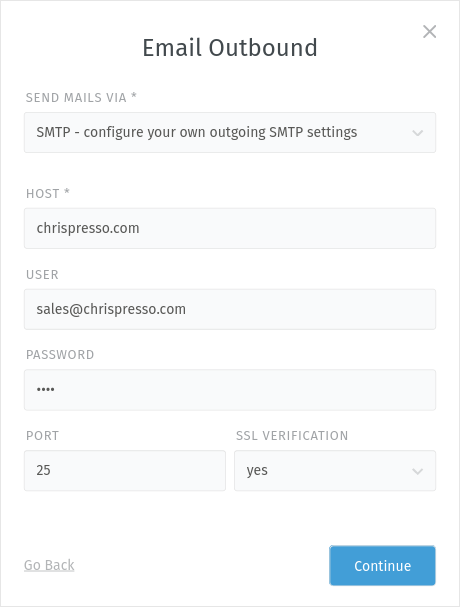 Email Outbound
SEND MAILS VIA *
SMTP - configure your own outgoing SMTP settings
HOST *
chrispresso.com
USER
sales@chrispresso.com
PASSWORD
••••
PORT
SSL VERIFICATION
25
yes
Go Back
Continue